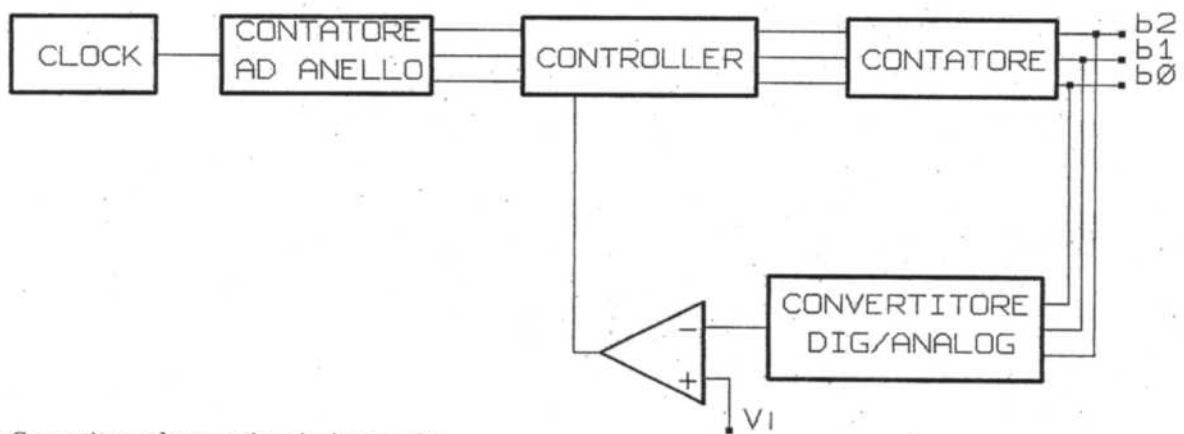 CLOCK
CONTATORE
AD ANELLO
CONTROLLER
CONTATORE
b2
b1
bØ
CONVERTITORE
DIG/ANALOG
-
+
VI